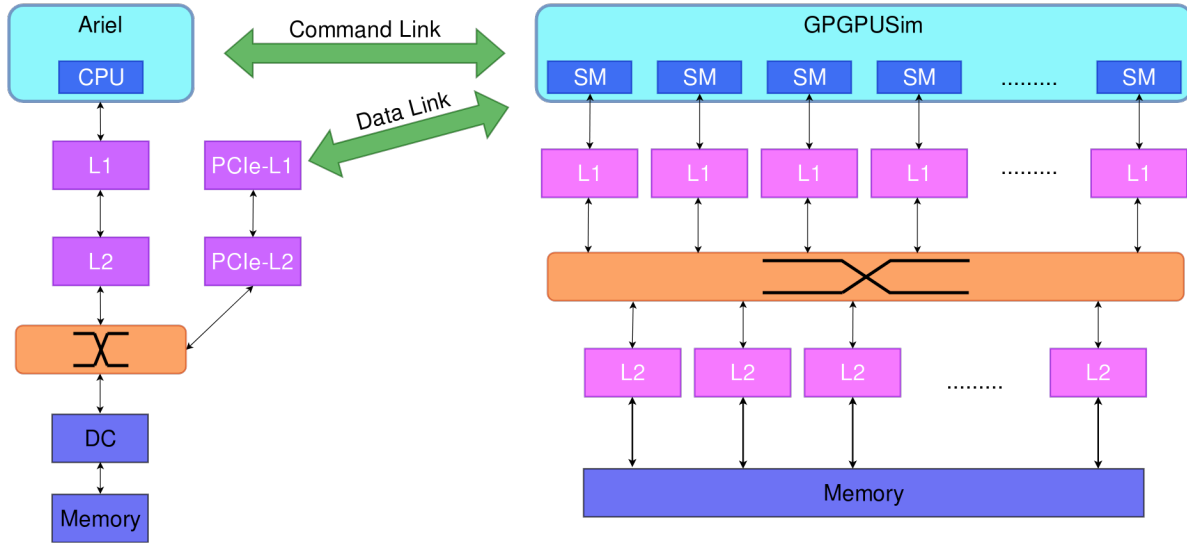 Ariel
CPU
Command Link
Data Link
GPGPUSim
SM SM SM SM ......... SM
L1 PCIe-L1
L1 L1 L1 L1 ......... L1
L2 PCIe-L2
L2 L2 L2 ......... L2
DC
Memory
Memory